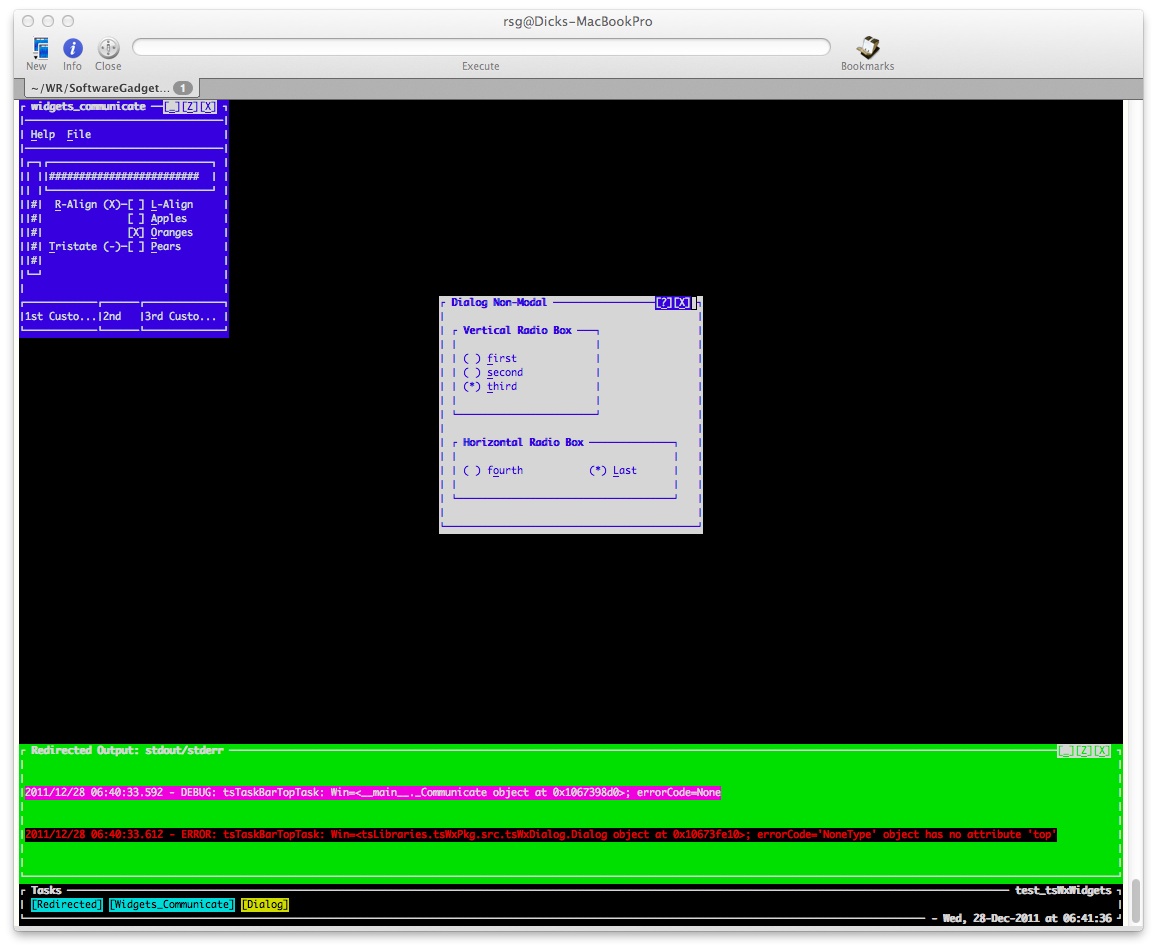 rsg@Dicks-MacBookPro
New Info Close Execute Bookmarks
~/WR/SoftwareGadget... 1
widgets_communicate [_][Z][X]
Help File
#########################
|#| R-Align (X)-[ ] L-Align
|#| [ ] Apples
|#| [X] Oranges
|#| Tristate (-)-[ ] Pears
|#|
|1st Custo...|2nd |3rd Custo... |
Dialog Non-Modal [?][X]
Vertical Radio Box
( ) first
( ) second
(*) third
Horizontal Radio Box
( ) fourth (*) Last
Redirected Output: stdout/stderr [_][Z][X]
2011/12/28 06:40:33.592 - DEBUG: tsTaskBarTopTask: Win=<__main__._Communicate object at 0x1067398d0>; errorCode=None
2011/12/28 06:40:33.612 - ERROR: tsTaskBarTopTask: Win=<tsLibraries.tsWxPkg.src.tsWxDialog.Dialog object at 0x10673fe10>; errorCode='NoneType' object has no attribute 'top'
Tasks test_tsWxWidgets
[Redirected] [Widgets_Communicate] [Dialog]
- Wed, 28-Dec-2011 at 06:41:36